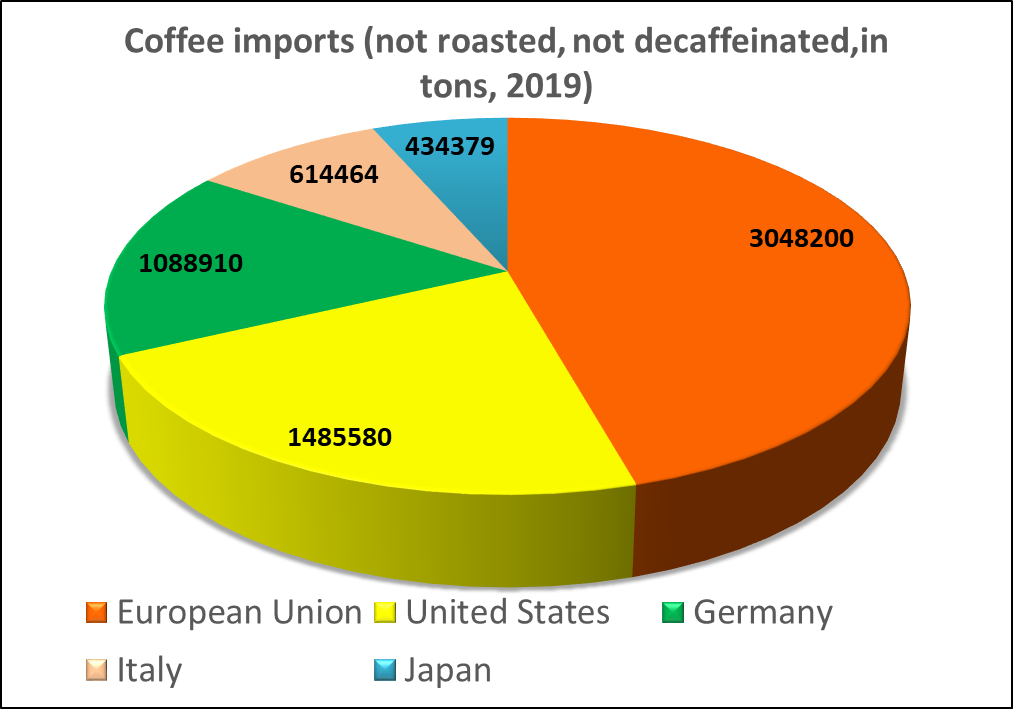 Coffee imports (not roasted, not decaffeinated,in
tons, 2019)
434379
614464
3048200
1088910
1485580
European Union United States Germany
Italy Japan